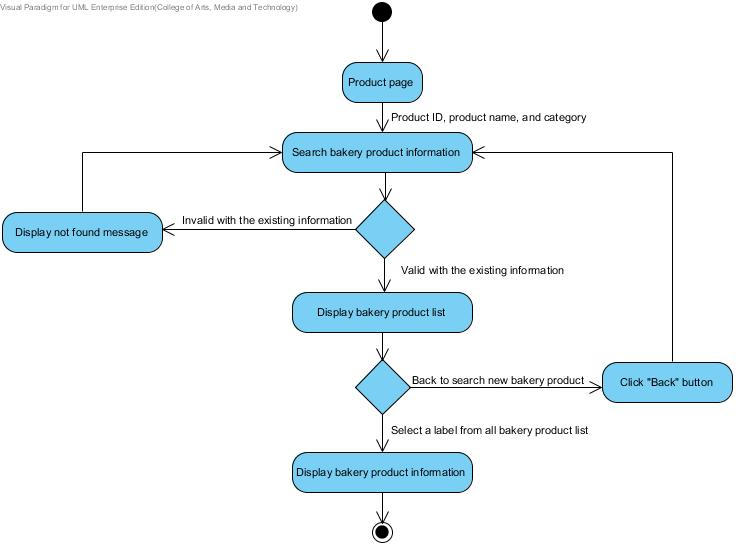 Visual Paradigm for UML Enterprise Edition(College of Arts, Media and Technology)
Product page
Product ID, product name, and category
Search bakery product information
Invalid with the existing information
Display not found message
Valid with the existing information
Display bakery product list
Back to search new bakery product
Click "Back" button
Select a label from all bakery product list
Display bakery product information